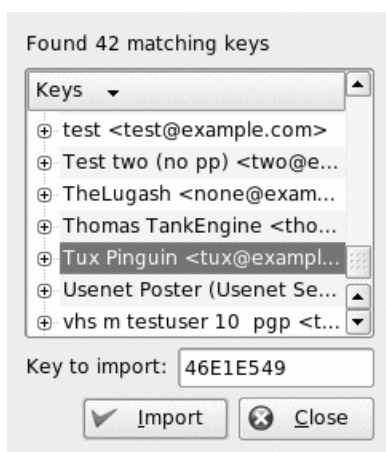 Found 42 matching keys
Keys
test <test@example.com>
Test two (no pp) <two@e...
TheLugash <none@exam...
Thomas TankEngine <tho...
Tux Pinguin <tux@exampl...
Usenet Poster (Usenet Se...
vhs m testuser 10 pgp <t...
Key to import: 46E1E549
Import Close